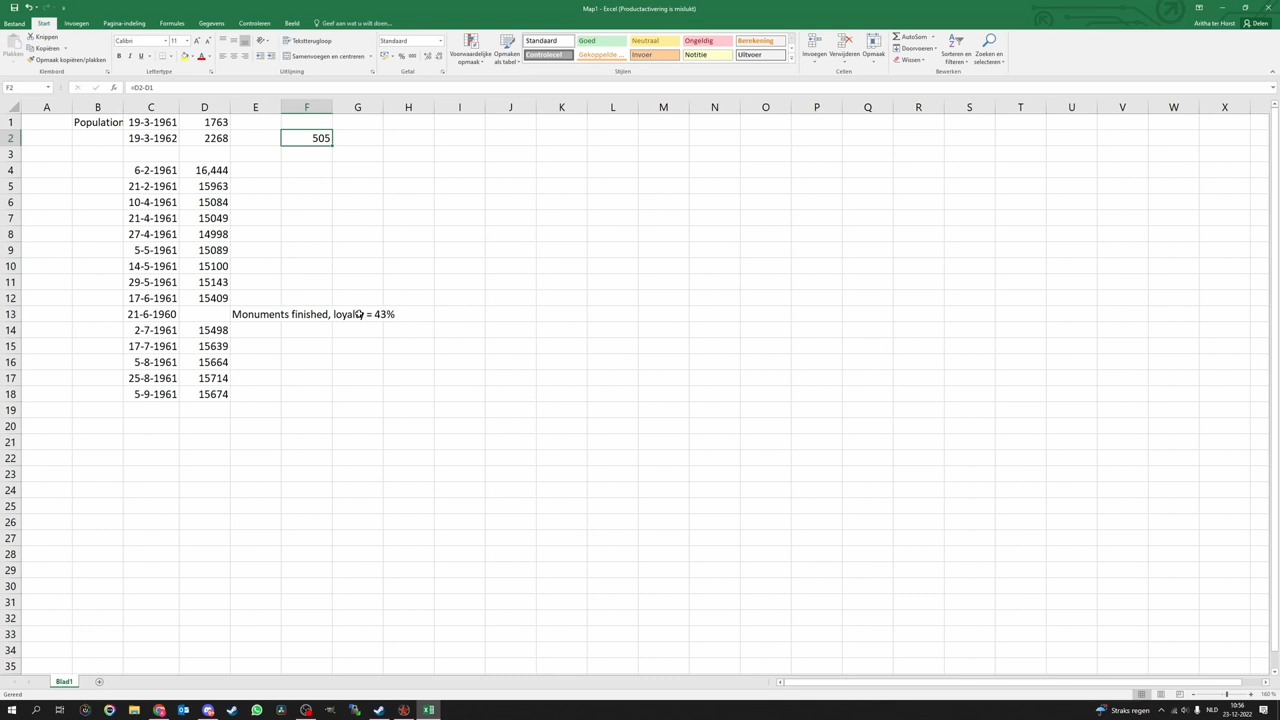 Map1 - Excel (Productactivering is mislukt)
Aritha ter Horst
Bestand Start Invoegen Pagina-indeling Formules Gegevens Controleren Beeld Geef aan wat u wilt doen... Delen
Knippen
Kopiëren
Opmaak kopiëren/plakken
Plakken
Klembord
Calibri 11
B I U
Lettertype
Tekstterugloop
Samenvoegen en centreren
Uitlijning
Standaard
Getal
Voorwaardelijke opmaak
Opmaken als tabel
Standaard Goed Neutraal Ongeldig Berekening
Controlecel Gekoppelde ... Invoer Notitie Uitvoer
Stijlen
Invoegen Verwijderen Opmaak
Cellen
AutoSom
Doorvoeren
Wissen
Sorteren en filteren
Zoeken en selecteren
Bewerken
F2 =D2-D1
A B C D E F G H I J K L M N O P Q R S T U V W X
1 Population 19-3-1961 1763
2 19-3-1962 2268 505
3
4 6-2-1961 16,444
5 21-2-1961 15963
6 10-4-1961 15084
7 21-4-1961 15049
8 27-4-1961 14998
9 5-5-1961 15089
10 14-5-1961 15100
11 29-5-1961 15143
12 17-6-1961 15409
13 21-6-1960 Monuments finished, loyalty = 43%
14 2-7-1961 15498
15 17-7-1961 15639
16 5-8-1961 15664
17 25-8-1961 15714
18 5-9-1961 15674
19
20
21
22
23
24
25
26
27
28
29
30
31
32
33
34
35
Blad1
Gereed
160 %
Straks regen
NLD
10:56
23-12-2022